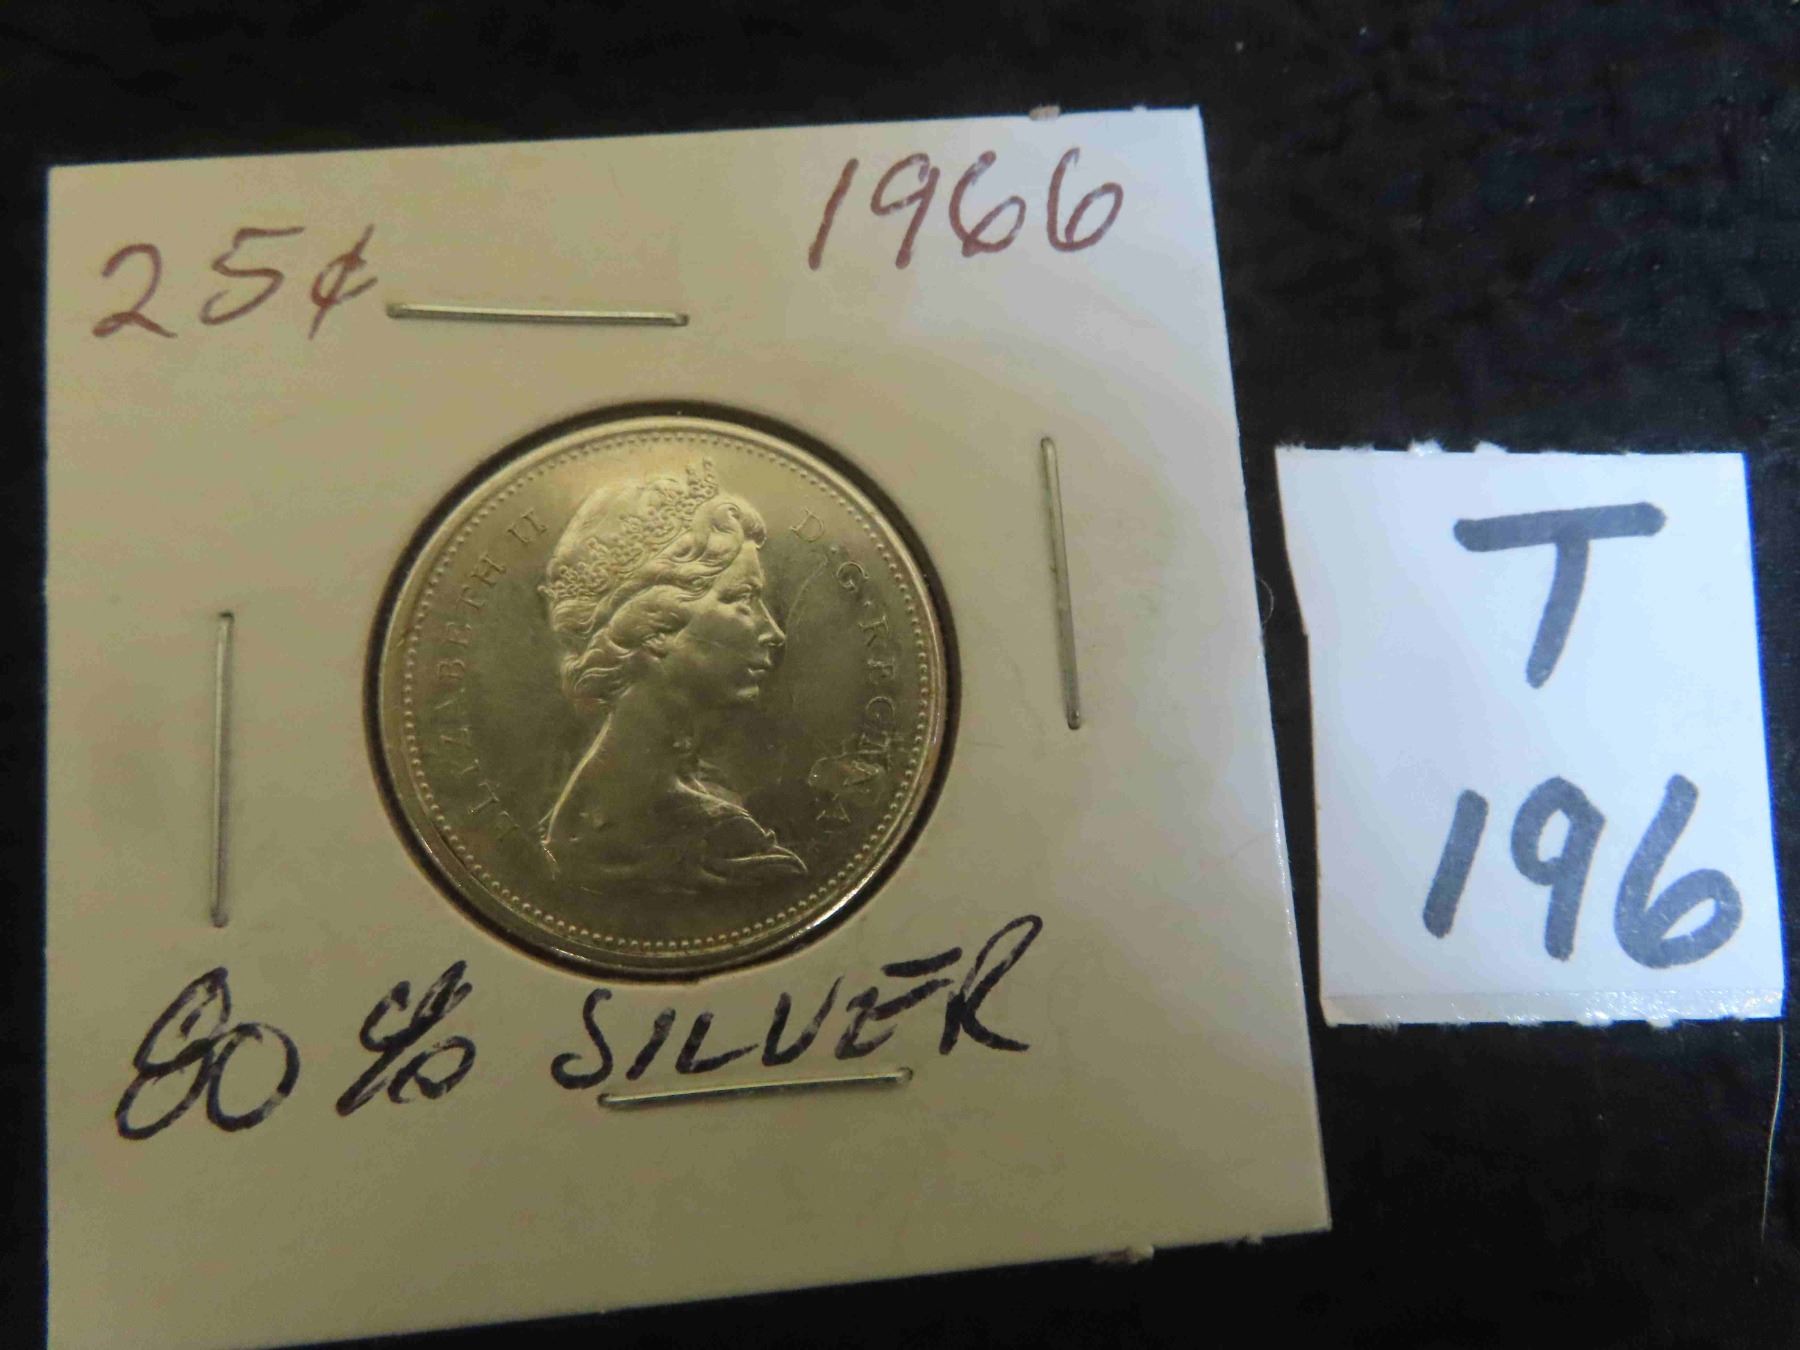 25¢ 1966
ELIZABETH II D·G·REGINA
80% SILVER
T
196